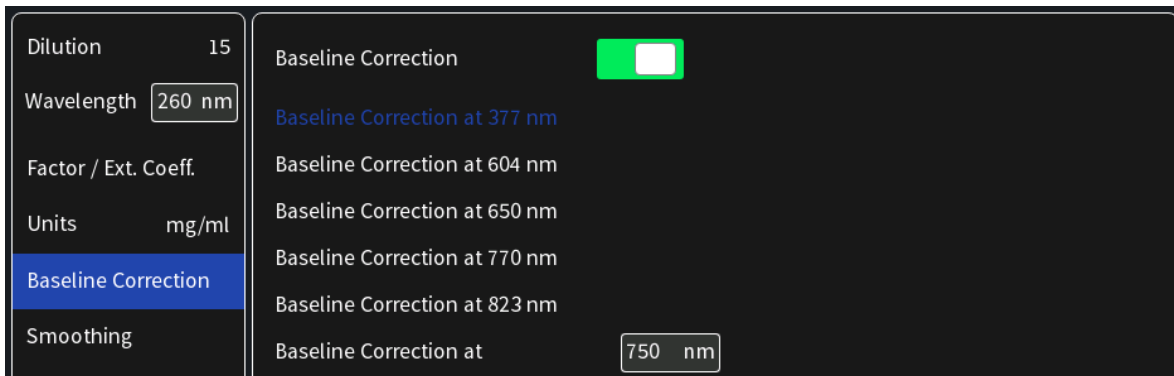 Dilution 15
Wavelength 260 nm
Factor / Ext. Coeff.
Units mg/ml
Baseline Correction
Smoothing
Baseline Correction
Baseline Correction at 377 nm
Baseline Correction at 604 nm
Baseline Correction at 650 nm
Baseline Correction at 770 nm
Baseline Correction at 823 nm
Baseline Correction at 750 nm